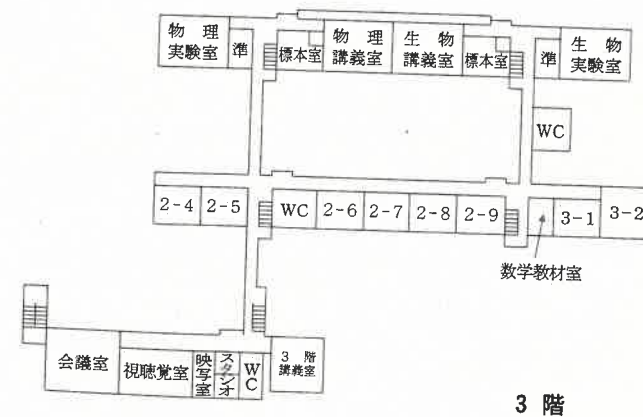 物理
実験室
準
標本室
物理
講義室
生物
講義室
標本室
準
生物
実験室
WC
2-4
2-5
WC
2-6
2-7
2-8
2-9
3-1
3-2
数学教材室
会議室
視聴覚室
映写室
スタジオ
WC
3階
講義室
3 階